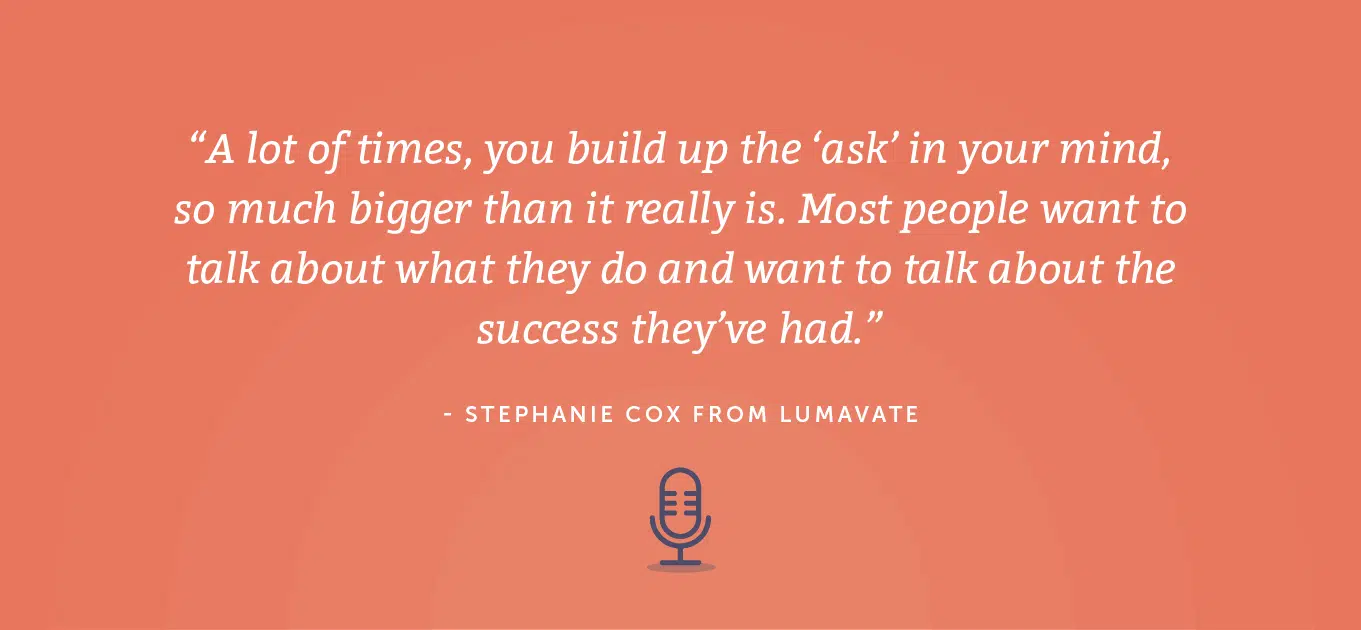 “A lot of times, you build up the ‘ask’ in your mind,
so much bigger than it really is. Most people want to
talk about what they do and want to talk about the
success they’ve had.”
- STEPHANIE COX FROM LUMAVATE